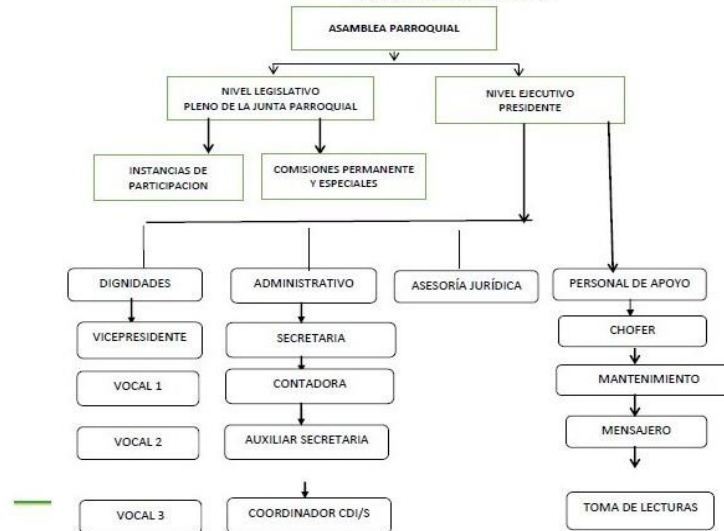 ASAMBLEA PARROQUIAL
NIVEL LEGISLATIVO
PLENO DE LA JUNTA PARROQUIAL
NIVEL EJECUTIVO
PRESIDENTE
INSTANCIAS DE
PARTICIPACION
COMISIONES PERMANENTE
Y ESPECIALES
DIGNIDADES
ADMINISTRATIVO
ASESORÍA JURÍDICA
PERSONAL DE APOYO
VICEPRESIDENTE
SECRETARIA
CHOFER
VOCAL 1
CONTADORA
MANTENIMIENTO
VOCAL 2
AUXILIAR SECRETARIA
MENSAJERO
VOCAL 3
COORDINADOR CDI/S
TOMA DE LECTURAS